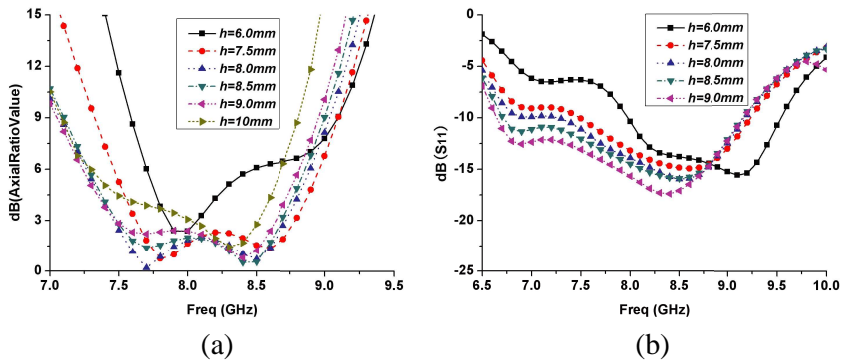 15
12
9
6
3
0
dB(AxialRatioValue)
h=6.0mm
h=7.5mm
h=8.0mm
h=8.5mm
h=9.0mm
h=10mm
7.0 7.5 8.0 8.5 9.0 9.5
Freq (GHz)
(a)
0
-5
-10
-15
-20
-25
dB (S11)
h=6.0mm
h=7.5mm
h=8.0mm
h=8.5mm
h=9.0mm
6.5 7.0 7.5 8.0 8.5 9.0 9.5 10.0
Freq (GHz)
(b)